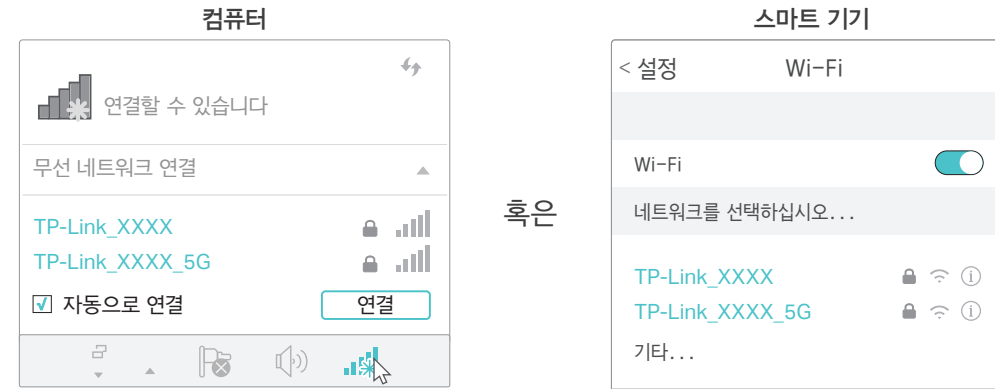 컴퓨터
연결할 수 있습니다
무선 네트워크 연결
TP-Link_XXXX
TP-Link_XXXX_5G
자동으로 연결
연결
혹은
스마트 기기
< 설정 Wi-Fi
Wi-Fi
네트워크를 선택하십시오...
TP-Link_XXXX
TP-Link_XXXX_5G
기타...